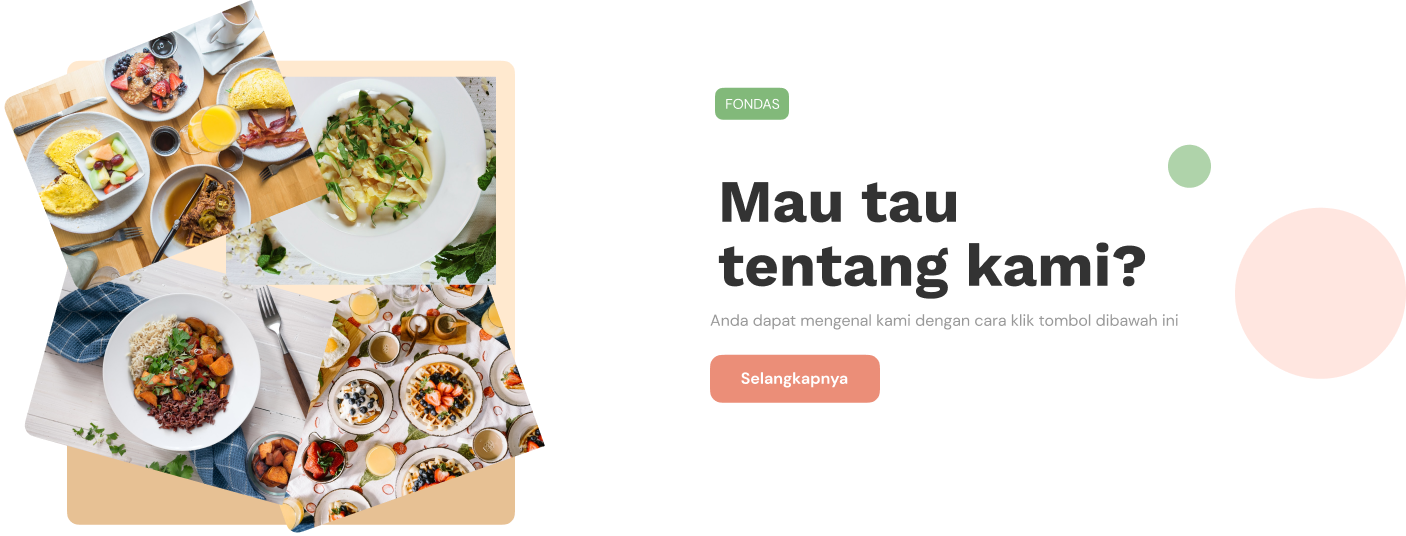 FONDAS
Mau tau
tentang kami?
Anda dapat mengenal kami dengan cara klik tombol dibawah ini
Selangkapnya